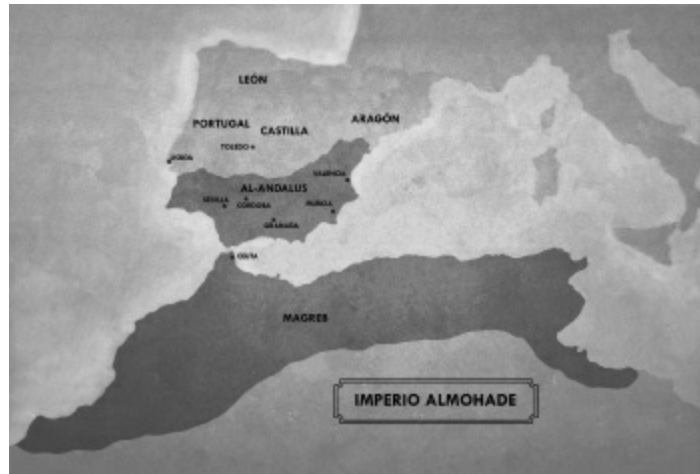 LEÓN
PORTUGAL
CASTILLA
ARAGÓN
TOLEDO
LISBOA
VALENCIA
AL-ANDALUS
SEVILLA
CÓRDOBA
MURCIA
GRANADA
CEUTA
MAGREB
IMPERIO ALMOHADE